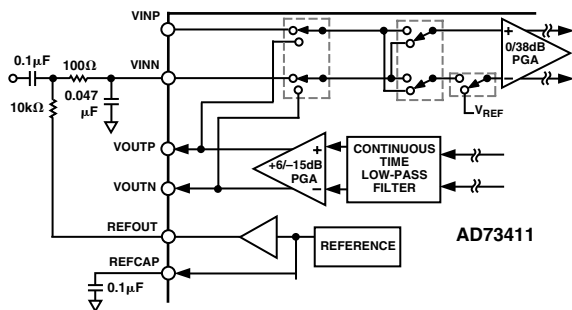 VINP
0.1µF
100Ω
VINN
10kΩ
0.047
µF
0/38dB
PGA
VREF
VOUTP
+6/–15dB
PGA
CONTINUOUS
TIME
LOW-PASS
FILTER
VOUTN
REFOUT
REFERENCE
AD73411
REFCAP
0.1µF